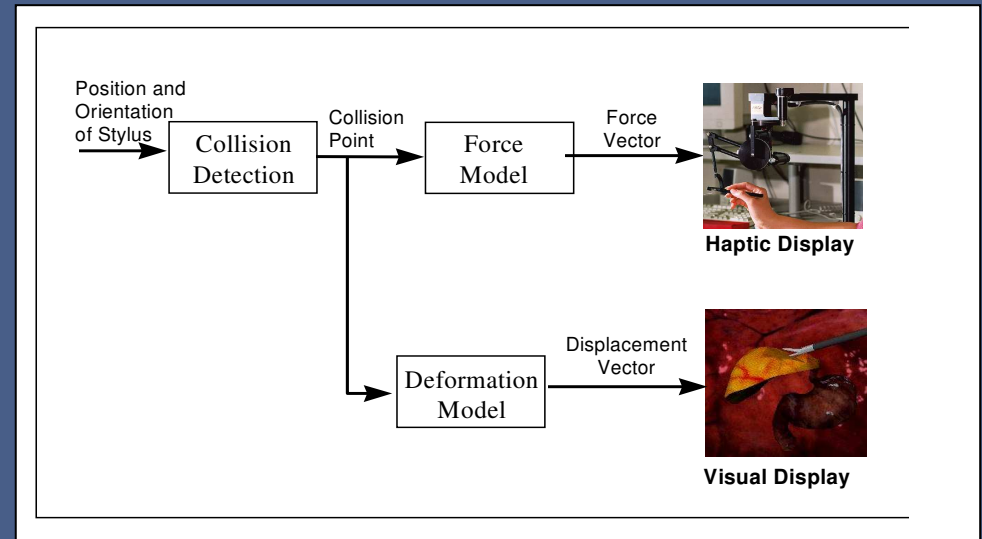 Position and
Orientation
of Stylus
Collision
Detection
Collision
Point
Force
Model
Force
Vector
Haptic Display
Deformation
Model
Displacement
Vector
Visual Display